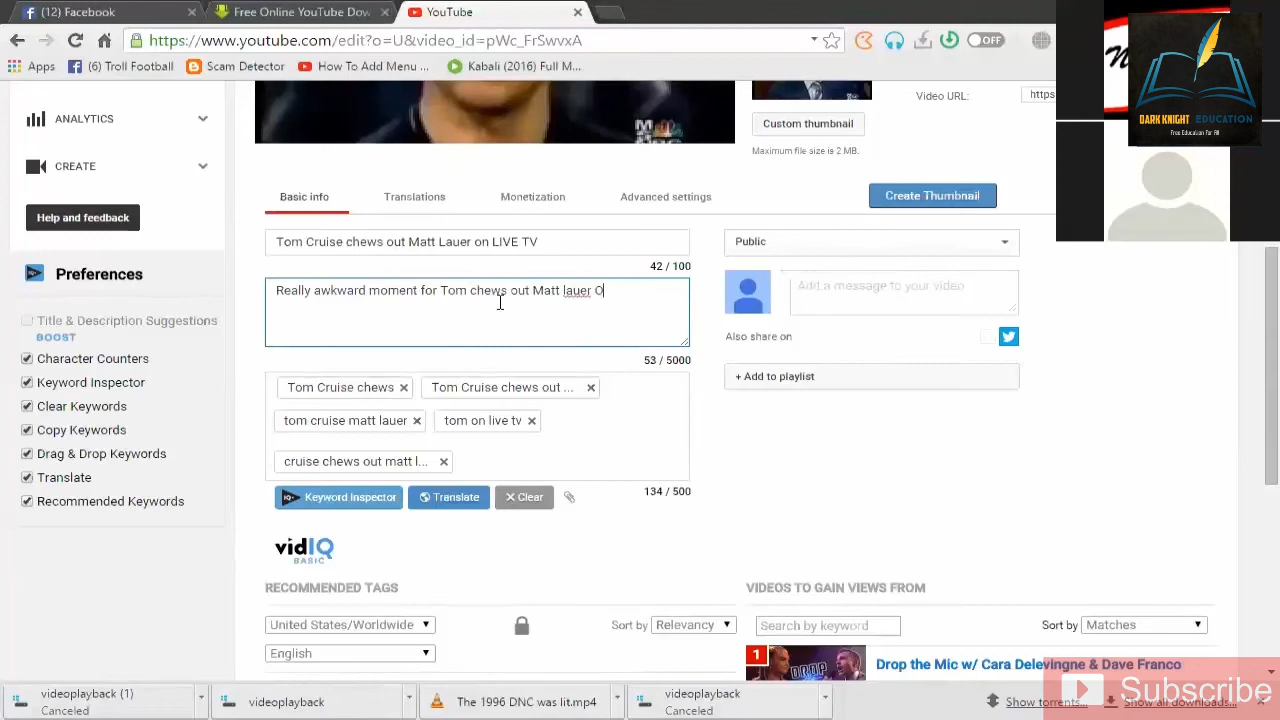 (6) Facebook
Free YouTube Dow
YouTube
https://www.youtube.com/edit?o=U&video_id=pWc_FrSwvxA
OFF
Apps
(6) Troll Football
Scam Detector
How To Add Menu ...
Kabali (2016) Full M...
DARK KNIGHT EDUCATION
Free Education For All
ANALYTICS
CREATE
Help and feedback
Preferences
Title & Description Suggestions
BOOST
Character Counters
Keyword Inspector
Clear Keywords
Copy Keywords
Drag & Drop Keywords
Translate
Recommended Keywords
Video URL:
https
Custom thumbnail
Maximum file size is 2 MB.
Basic info
Translations
Monetization
Advanced settings
Create Thumbnail
Tom Cruise chews out Matt Lauer on LIVE TV
42 / 100
Really awkward moment for Tom chews out Matt lauer O
53 / 5000
Tom Cruise chews
Tom Cruise chews out ...
tom cruise matt lauer
tom on live tv
cruise chews out matt l...
134 / 500
Keyword Inspector
Translate
Clear
Public
Add a message to your video
Also share on
+ Add to playlist
vidIQ
BASIC
RECOMMENDED TAGS
United States/Worldwide
Sort by Relevancy
English
VIDEOS TO GAIN VIEWS FROM
Search by keyword
Sort by Matches
1
DROP
Drop the Mic w/ Cara Delevingne & Dave Franco
videoplayback (1)
Canceled
videoplayback
The 1996 DNC was lit.mp4
videoplayback
Canceled
Show torrents...
Show all downloads...
Subscribe